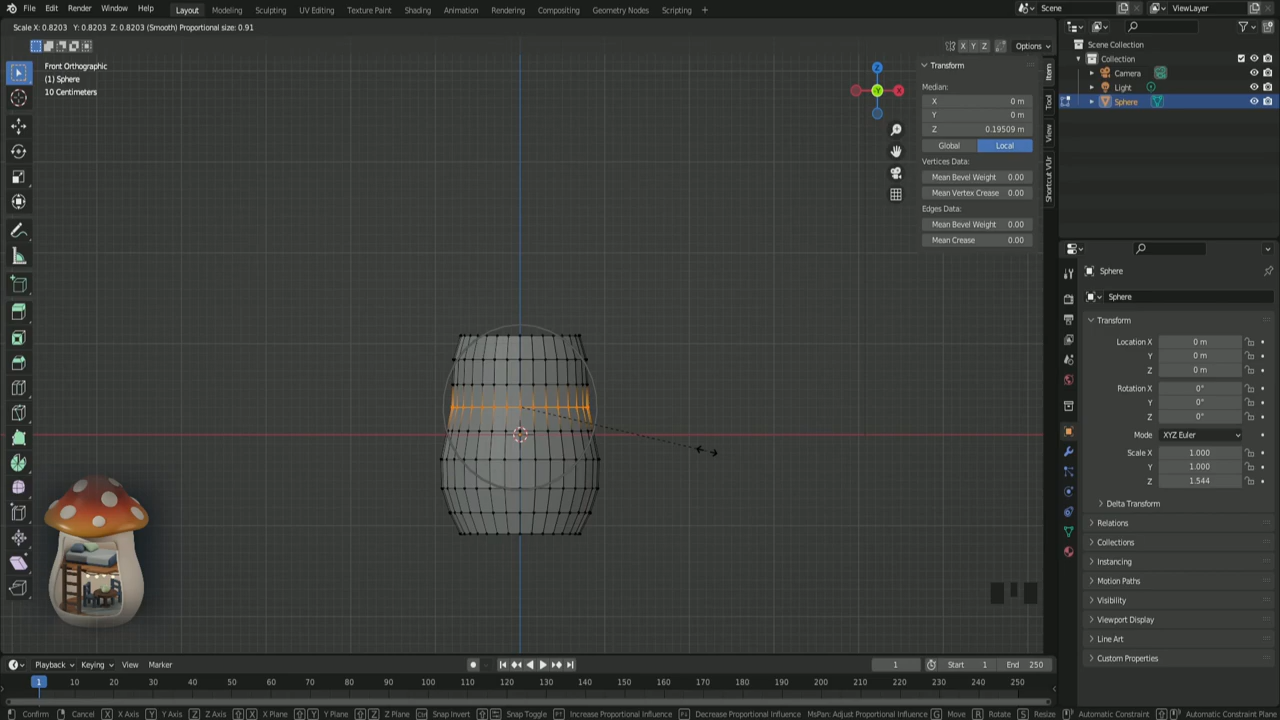 File Edit Render Window Help Layout Modeling Sculpting UV Editing Texture Paint Shading Animation Rendering Compositing Geometry Nodes Scripting + Scene ViewLayer
Scale X: 0.8203 Y: 0.8203 Z: 0.8203 (Smooth) Proportional size: 0.91
X Y Z Options
Front Orthographic
(1) Sphere
10 Centimeters
Z
X
-Y
Transform
Median:
X 0 m
Y 0 m
Z 0.19509 m
Global Local
Vertices Data:
Mean Bevel Weight 0.00
Mean Vertex Crease 0.00
Edges Data:
Mean Bevel Weight 0.00
Mean Crease 0.00
Item
Tool
View
Shortcut VUr
Scene Collection
Collection
Camera
Light
Sphere
Sphere
Sphere
Transform
Location X 0 m
Y 0 m
Z 0 m
Rotation X 0°
Y 0°
Z 0°
Mode XYZ Euler
Scale X 1.000
Y 1.000
Z 1.544
Delta Transform
Relations
Collections
Instancing
Motion Paths
Visibility
Viewport Display
Line Art
Custom Properties
Playback Keying View Marker 1 Start 1 End 250
1 10 20 30 40 50 60 70 80 90 100 110 120 130 140 150 160 170 180 190 200 210 220 230 240 250
Confirm Cancel X X Axis Y Y Axis Z Z Axis X X Plane Y Y Plane Z Z Plane Snap Invert Snap Toggle Increase Proportional Influence Decrease Proportional Influence MsPan: Adjust Proportional Influence G Move R Rotate S Resize Automatic Constraint Automatic Constraint Plane